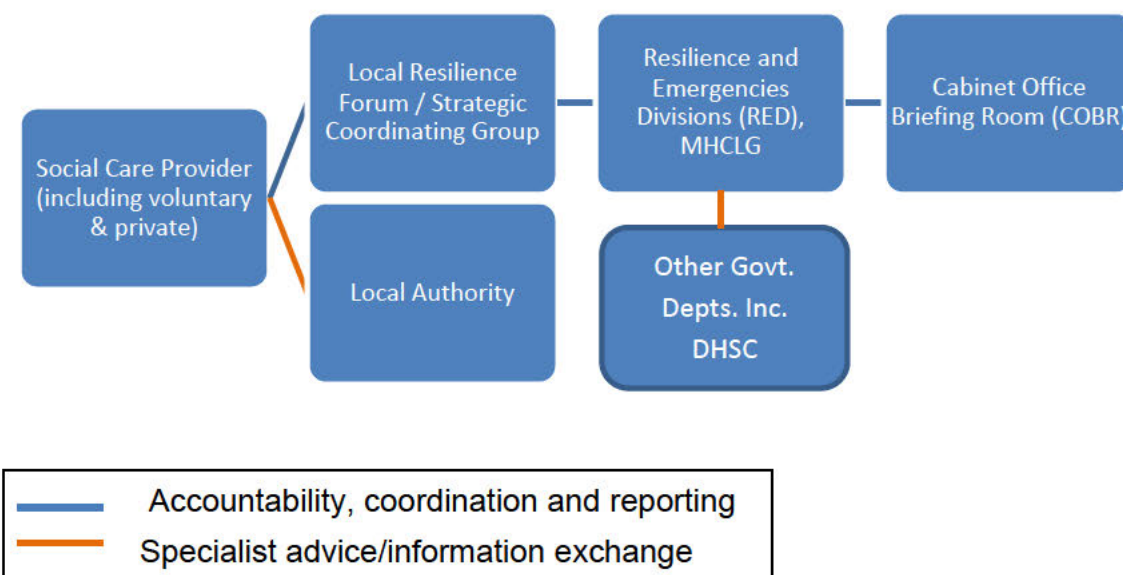 Social Care Provider
(including voluntary
& private)
Local Resilience
Forum / Strategic
Coordinating Group
Local Authority
Resilience and
Emergencies
Divisions (RED),
MHCLG
Other Govt.
Depts. Inc.
DHSC
Cabinet Office
Briefing Room (COBR)
Accountability, coordination and reporting
Specialist advice/information exchange